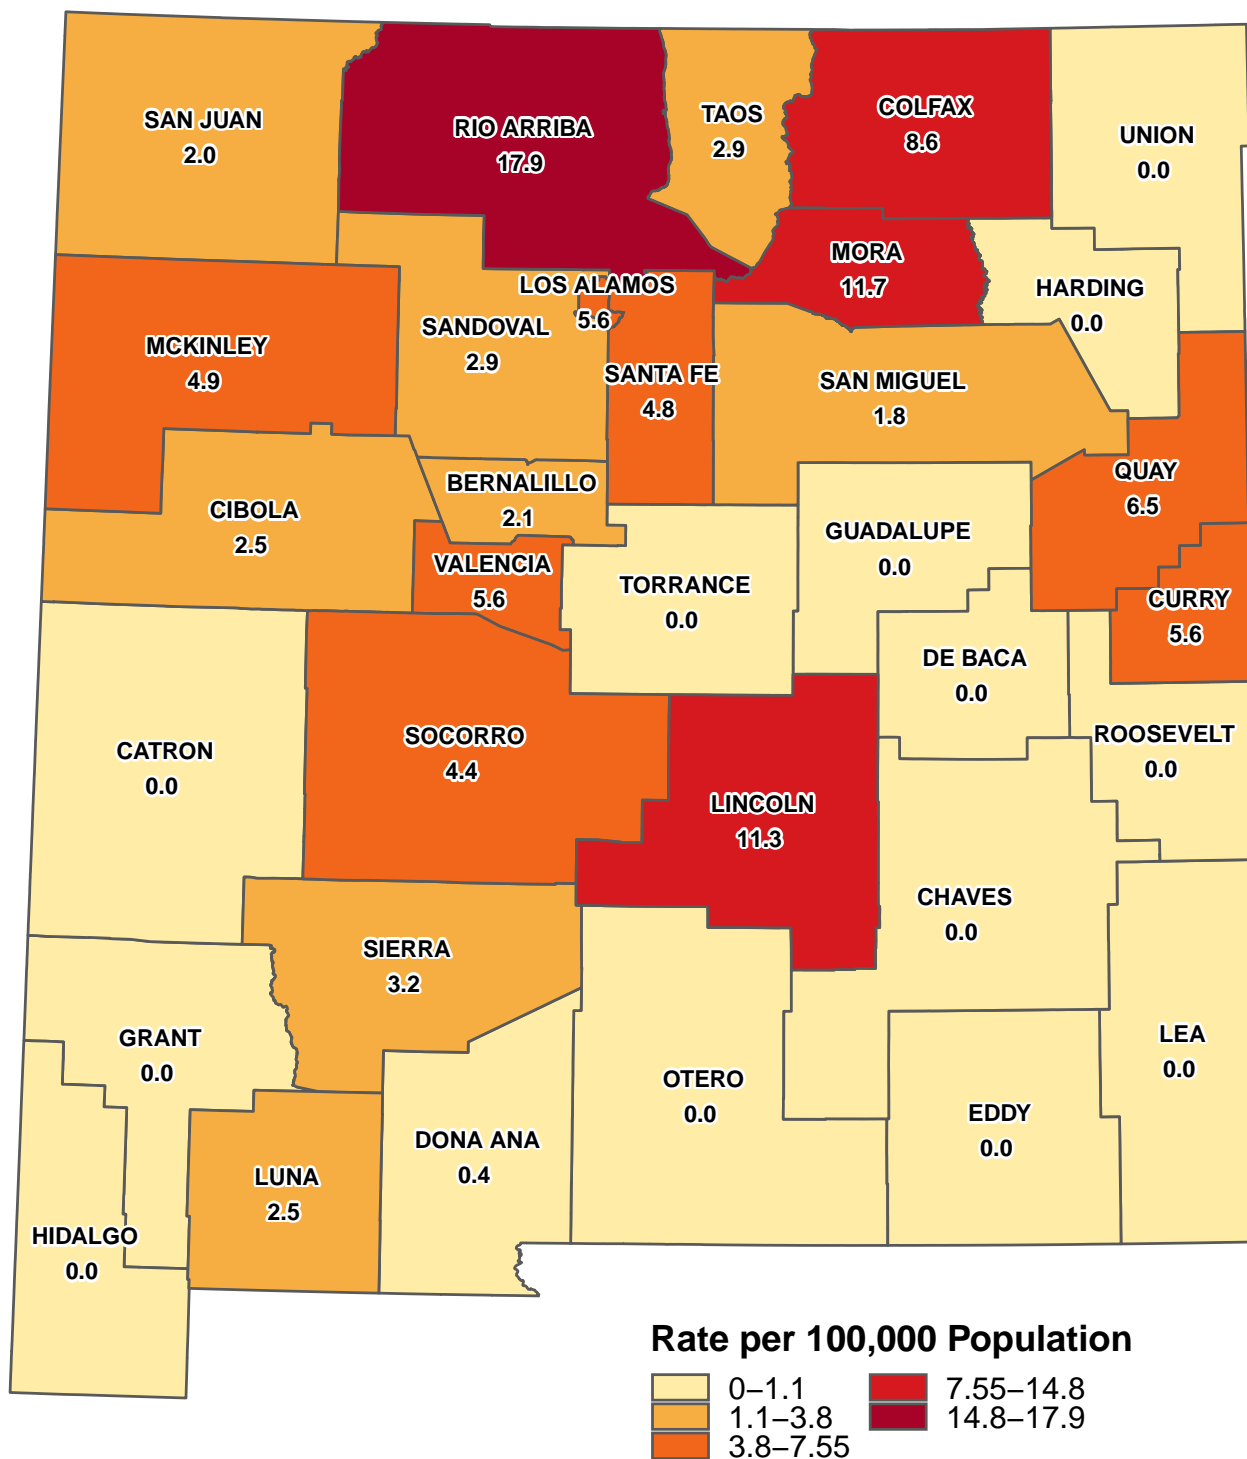 SAN JUAN
2.0
RIO ARRIBA
17.9
TAOS
2.9
COLFAX
8.6
UNION
0.0
MORA
11.7
HARDING
0.0
LOS ALAMOS
5.6
SANDOVAL
2.9
MCKINLEY
4.9
SANTA FE
4.8
SAN MIGUEL
1.8
QUAY
6.5
BERNALILLO
2.1
CIBOLA
2.5
GUADALUPE
0.0
VALENCIA
5.6
TORRANCE
0.0
CURRY
5.6
DE BACA
0.0
ROOSEVELT
0.0
SOCORRO
4.4
CATRON
0.0
LINCOLN
11.3
CHAVES
0.0
SIERRA
3.2
GRANT
0.0
LEA
0.0
OTERO
0.0
EDDY
0.0
DONA ANA
0.4
LUNA
2.5
HIDALGO
0.0
Rate per 100,000 Population
0–1.1
1.1–3.8
3.8–7.55
7.55–14.8
14.8–17.9